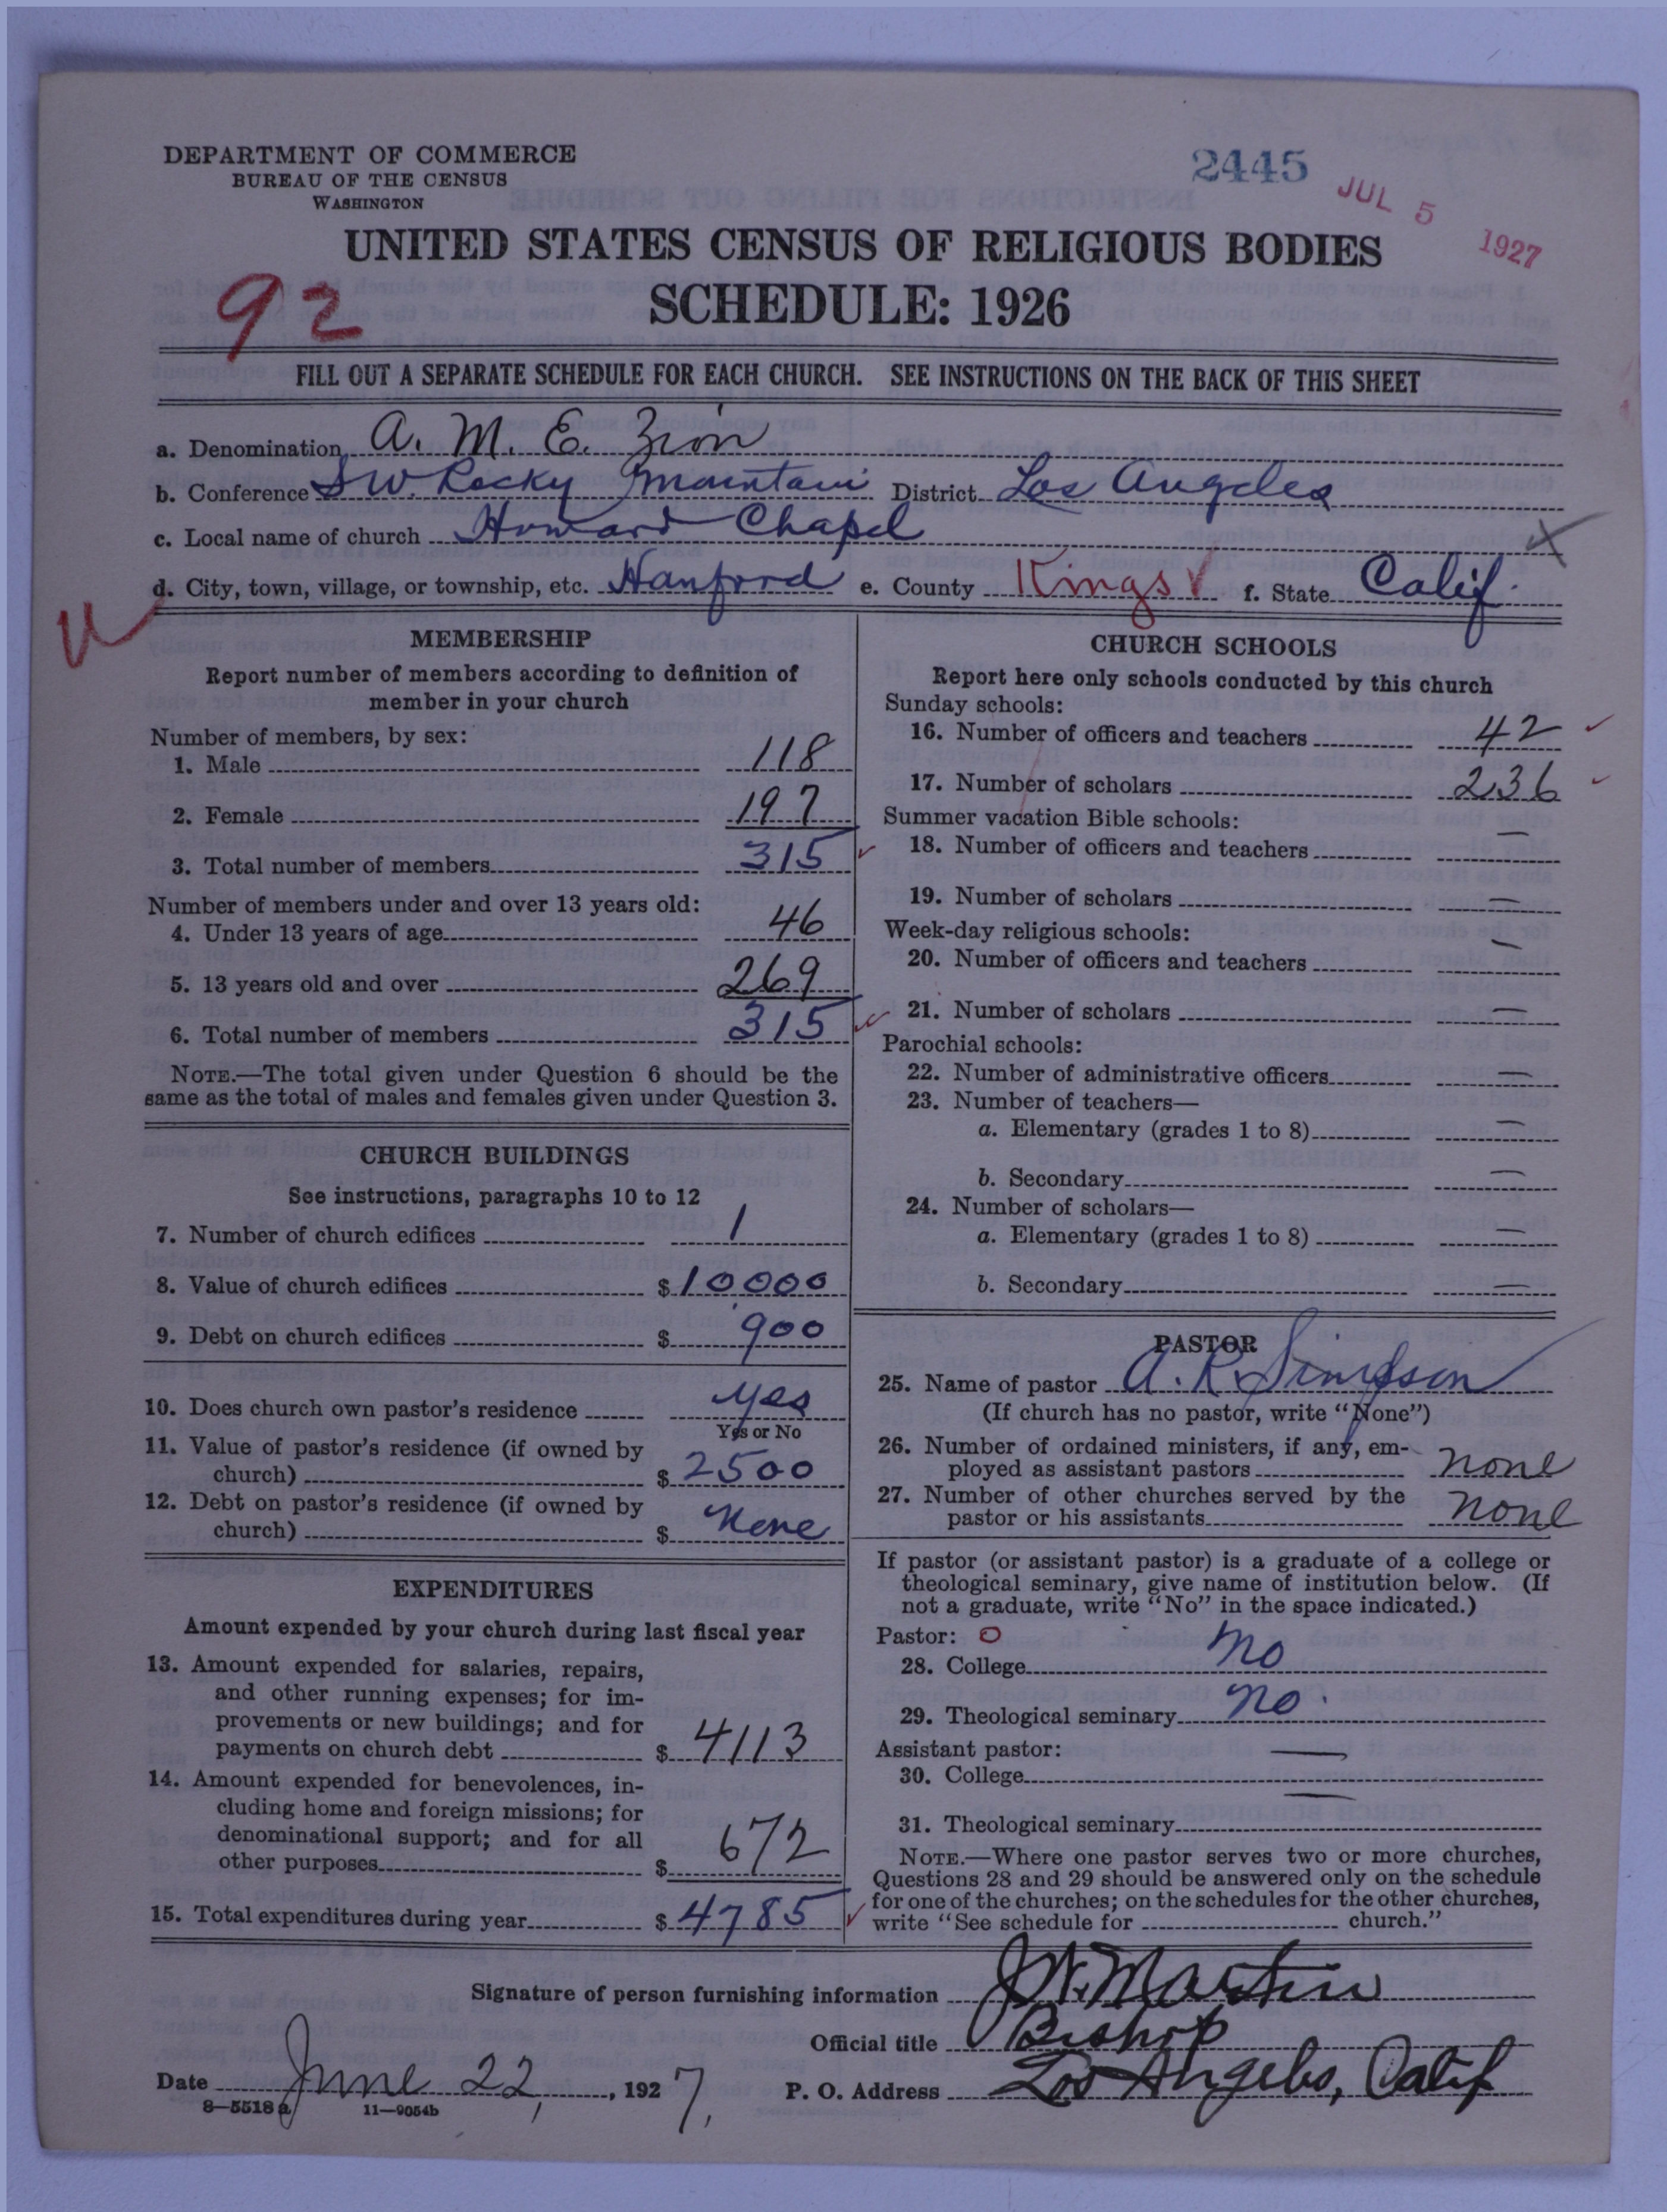 DEPARTMENT OF COMMERCE
BUREAU OF THE CENSUS
WASHINGTON
2445
JUL 5 1927
UNITED STATES CENSUS OF RELIGIOUS BODIES
92
SCHEDULE: 1926
FILL OUT A SEPARATE SCHEDULE FOR EACH CHURCH. SEE INSTRUCTIONS ON THE BACK OF THIS SHEET
a. Denomination A. M. E. Zion
b. Conference S W. Rocky Mountain District Los Angeles
c. Local name of church Howard Chapel
d. City, town, village, or township, etc. Hanford e. County Kings f. State Calif.
MEMBERSHIP
Report number of members according to definition of
member in your church
Number of members, by sex:
1. Male 118
2. Female 197
3. Total number of members 315
Number of members under and over 13 years old:
4. Under 13 years of age 46
5. 13 years old and over 269
6. Total number of members 315
NOTE.—The total given under Question 6 should be the
same as the total of males and females given under Question 3.
CHURCH BUILDINGS
See instructions, paragraphs 10 to 12
7. Number of church edifices 1
8. Value of church edifices $ 10000
9. Debt on church edifices $ 900
10. Does church own pastor's residence yes
Yes or No
11. Value of pastor's residence (if owned by
church) $ 2500
12. Debt on pastor's residence (if owned by
church) $ None
EXPENDITURES
Amount expended by your church during last fiscal year
13. Amount expended for salaries, repairs,
and other running expenses; for im-
provements or new buildings; and for
payments on church debt $ 4113
14. Amount expended for benevolences, in-
cluding home and foreign missions; for
denominational support; and for all
other purposes $ 672
15. Total expenditures during year $ 4785
CHURCH SCHOOLS
Report here only schools conducted by this church
Sunday schools:
16. Number of officers and teachers 42
17. Number of scholars 236
Summer vacation Bible schools:
18. Number of officers and teachers —
19. Number of scholars —
Week-day religious schools:
20. Number of officers and teachers —
21. Number of scholars —
Parochial schools:
22. Number of administrative officers —
23. Number of teachers—
a. Elementary (grades 1 to 8) —
b. Secondary —
24. Number of scholars—
a. Elementary (grades 1 to 8) —
b. Secondary —
PASTOR
25. Name of pastor A. R. Simpson
(If church has no pastor, write "None")
26. Number of ordained ministers, if any, em-
ployed as assistant pastors none
27. Number of other churches served by the
pastor or his assistants none
If pastor (or assistant pastor) is a graduate of a college or
theological seminary, give name of institution below. (If
not a graduate, write "No" in the space indicated.)
Pastor: O
28. College No
29. Theological seminary No.
Assistant pastor:
30. College —
31. Theological seminary —
NOTE.—Where one pastor serves two or more churches,
Questions 28 and 29 should be answered only on the schedule
for one of the churches; on the schedules for the other churches,
write "See schedule for church."
Signature of person furnishing information J. W. Martin
Official title Bishop
Date June 22, 1927, P. O. Address Los Angeles, Calif
8—5518 a 11—9054b